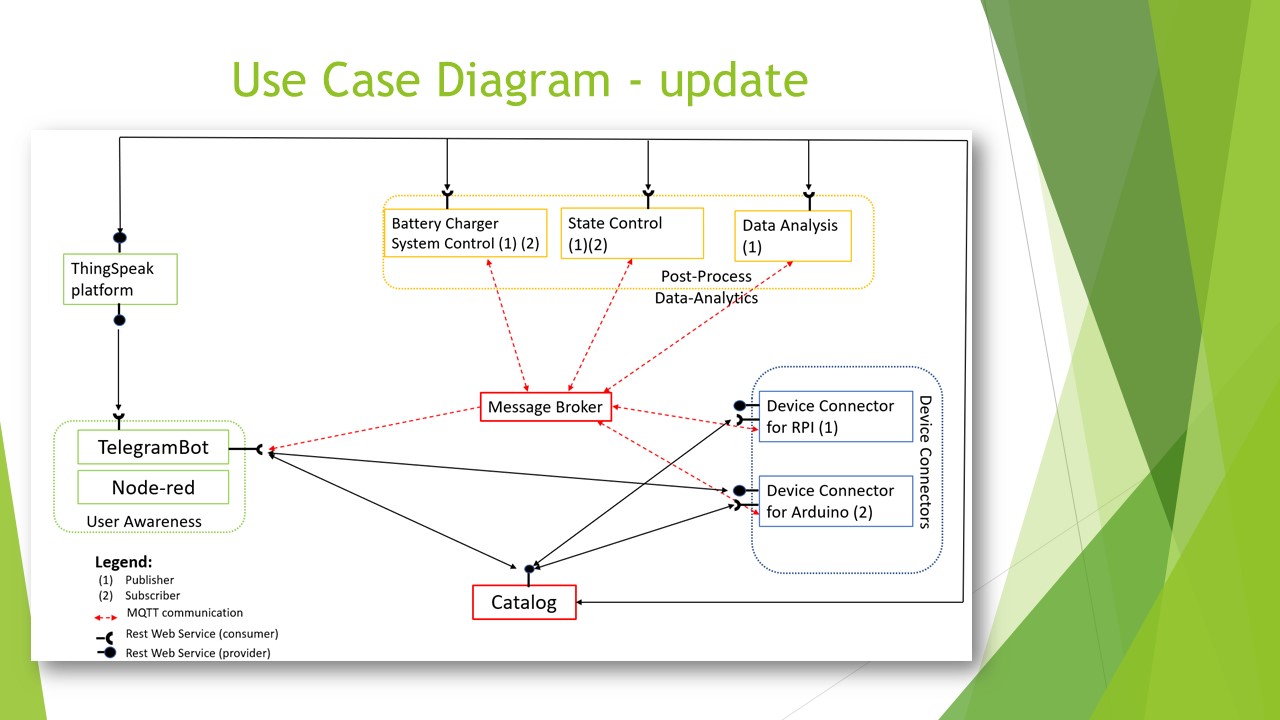 Use Case Diagram - update
Battery Charger
System Control (1) (2)
State Control
(1)(2)
Data Analysis
(1)
Post-Process
Data-Analytics
ThingSpeak
platform
Message Broker
Device Connector
for RPI (1)
Device Connector
for Arduino (2)
Device Connectors
TelegramBot
Node-red
User Awareness
Catalog
Legend:
(1) Publisher
(2) Subscriber
MQTT communication
Rest Web Service (consumer)
Rest Web Service (provider)